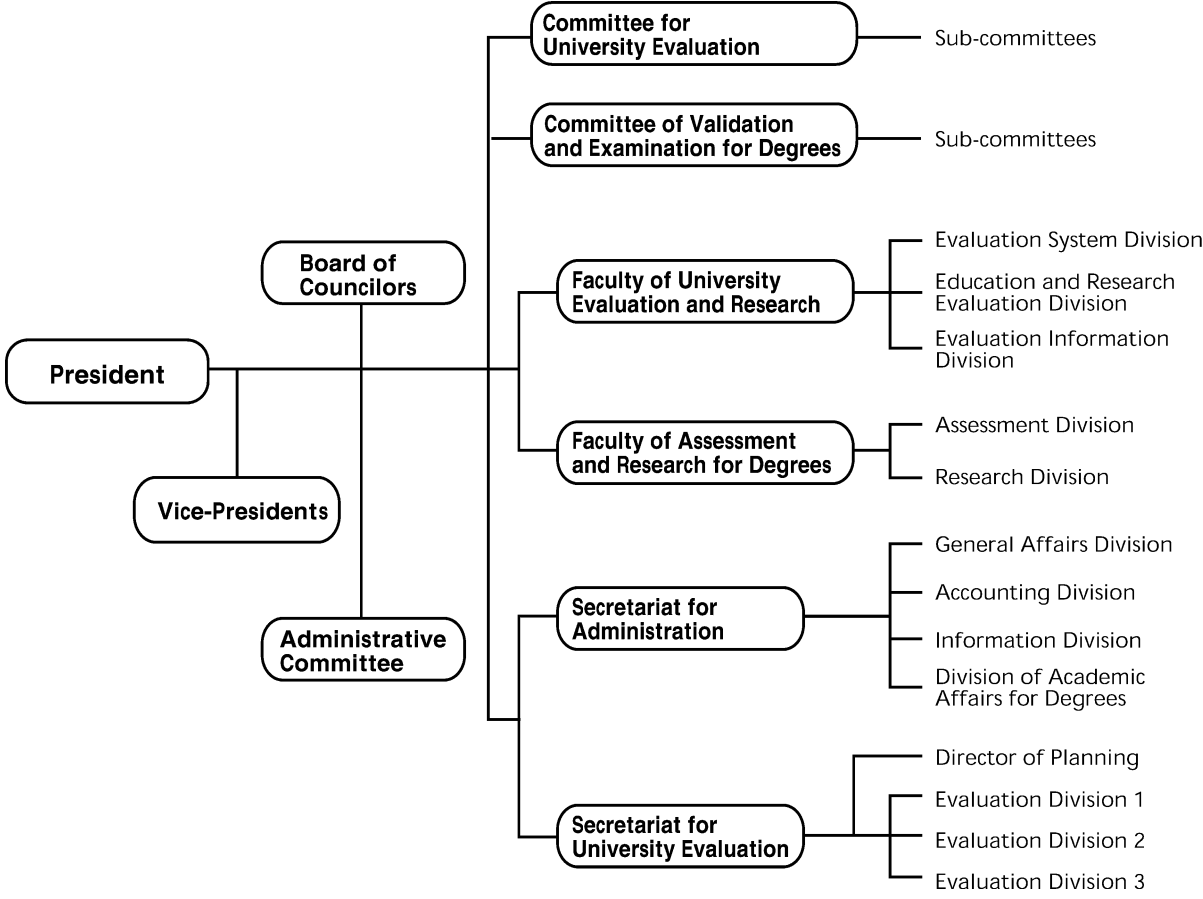 Committee for
University Evaluation
Sub-committees
Committee of Validation
and Examination for Degrees
Sub-committees
Board of
Councilors
Faculty of University
Evaluation and Research
Evaluation System Division
Education and Research
Evaluation Division
Evaluation Information
Division
President
Vice-Presidents
Faculty of Assessment
and Research for Degrees
Assessment Division
Research Division
Administrative
Committee
Secretariat for
Administration
General Affairs Division
Accounting Division
Information Division
Division of Academic
Affairs for Degrees
Secretariat for
University Evaluation
Director of Planning
Evaluation Division 1
Evaluation Division 2
Evaluation Division 3